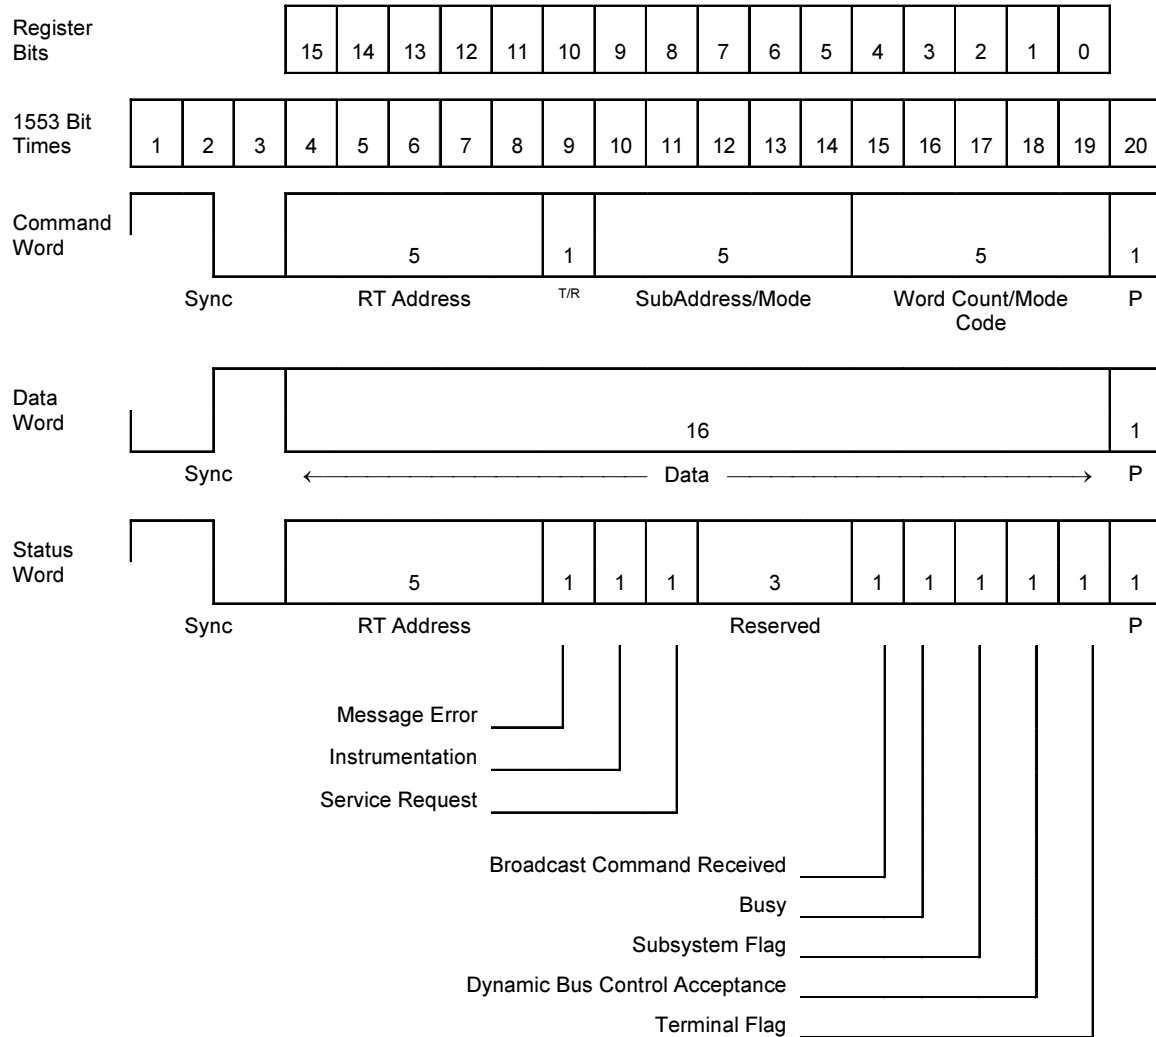 Register
Bits
15 14 13 12 11 10 9 8 7 6 5 4 3 2 1 0
1553 Bit
Times
1 2 3 4 5 6 7 8 9 10 11 12 13 14 15 16 17 18 19 20
Command
Word
5 1 5 5 1
Sync RT Address T/R SubAddress/Mode Word Count/Mode P
Code
Data
Word
16 1
Sync Data P
Status
Word
5 1 1 1 3 1 1 1 1 1 1
Sync RT Address Reserved P
Message Error
Instrumentation
Service Request
Broadcast Command Received
Busy
Subsystem Flag
Dynamic Bus Control Acceptance
Terminal Flag